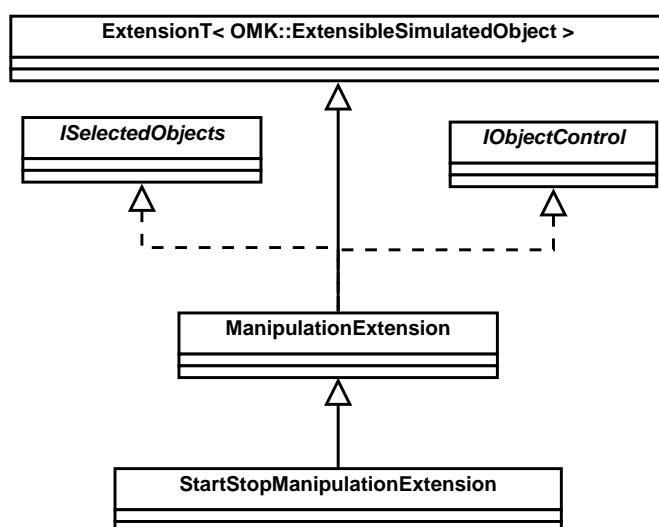 ExtensionT< OMK::ExtensibleSimulatedObject >
ISelectedObjects
IObjectControl
ManipulationExtension
StartStopManipulationExtension